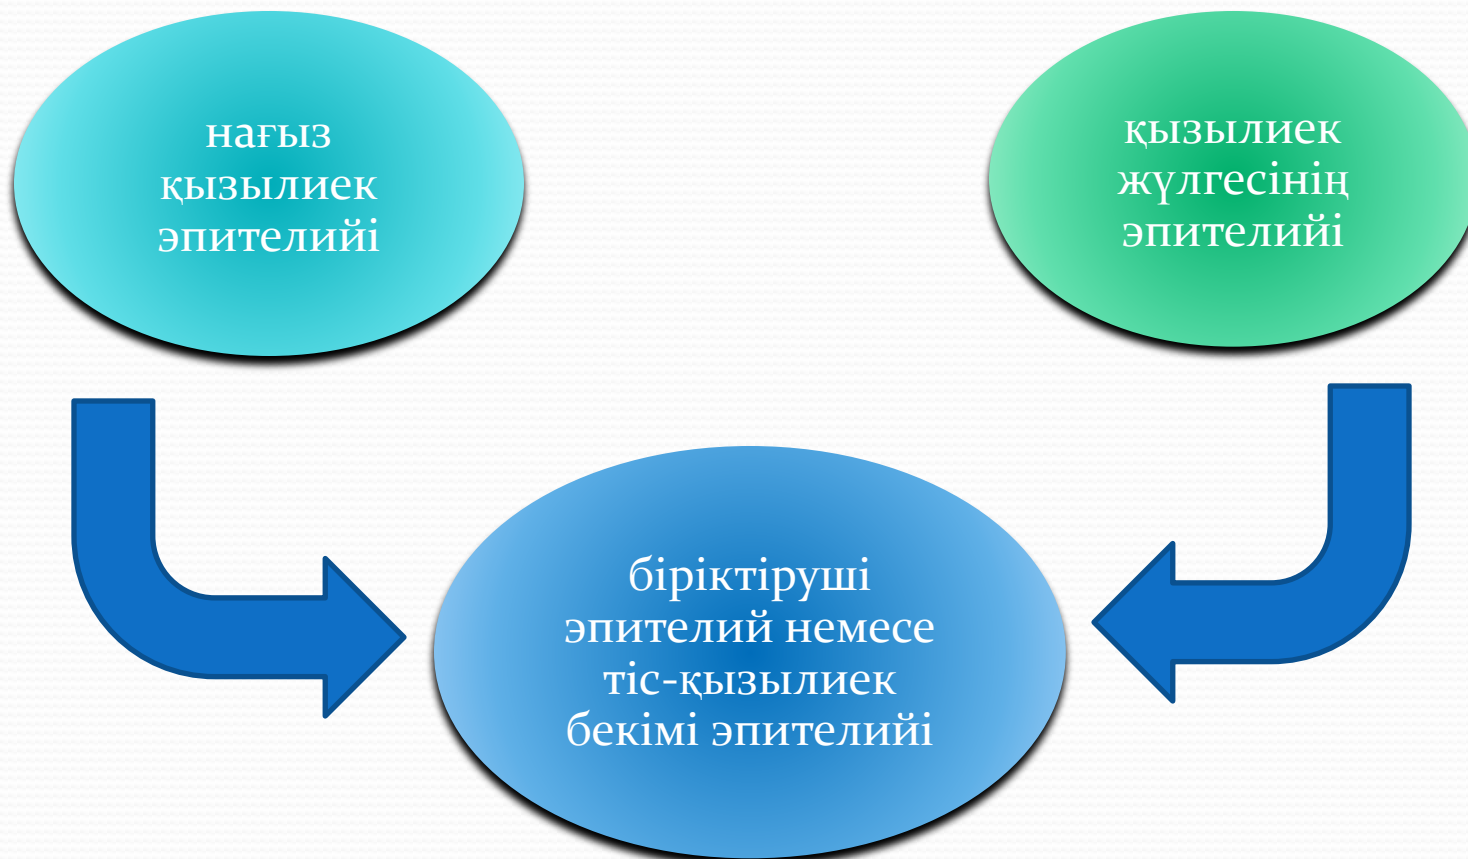 нағыз
қызылиек
эпителийі
қызылиек
жүлгесінің
эпителийі
біріктіруші
эпителий немесе
тіс-қызылиек
бекімі эпителийі